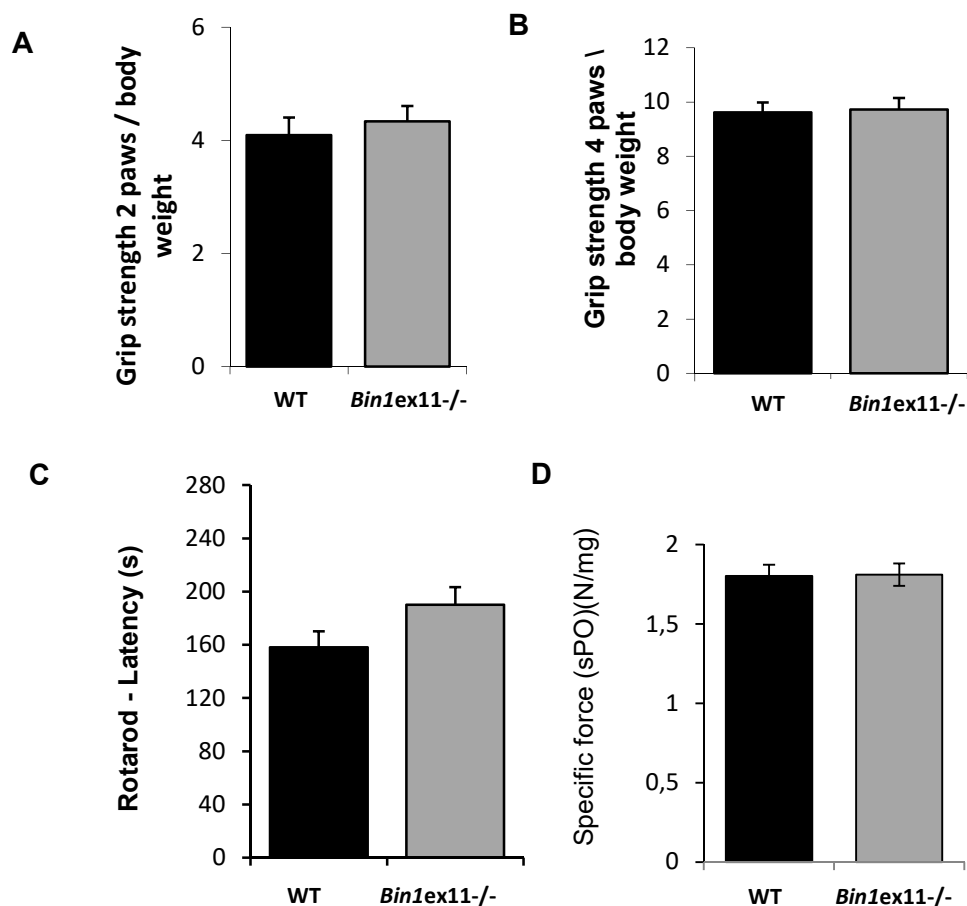 A
Grip strength 2 paws / body
weight
6
4
2
0
WT
Bin1ex11-/-
B
Grip strength 4 paws \
body weight
12
10
8
6
4
2
0
WT
Bin1ex11-/-
C
Rotarod - Latency (s)
280
240
200
160
120
80
40
0
WT
Bin1ex11-/-
D
Specific force (sPO)(N/mg)
2
1,5
1
0,5
0
WT
Bin1ex11-/-